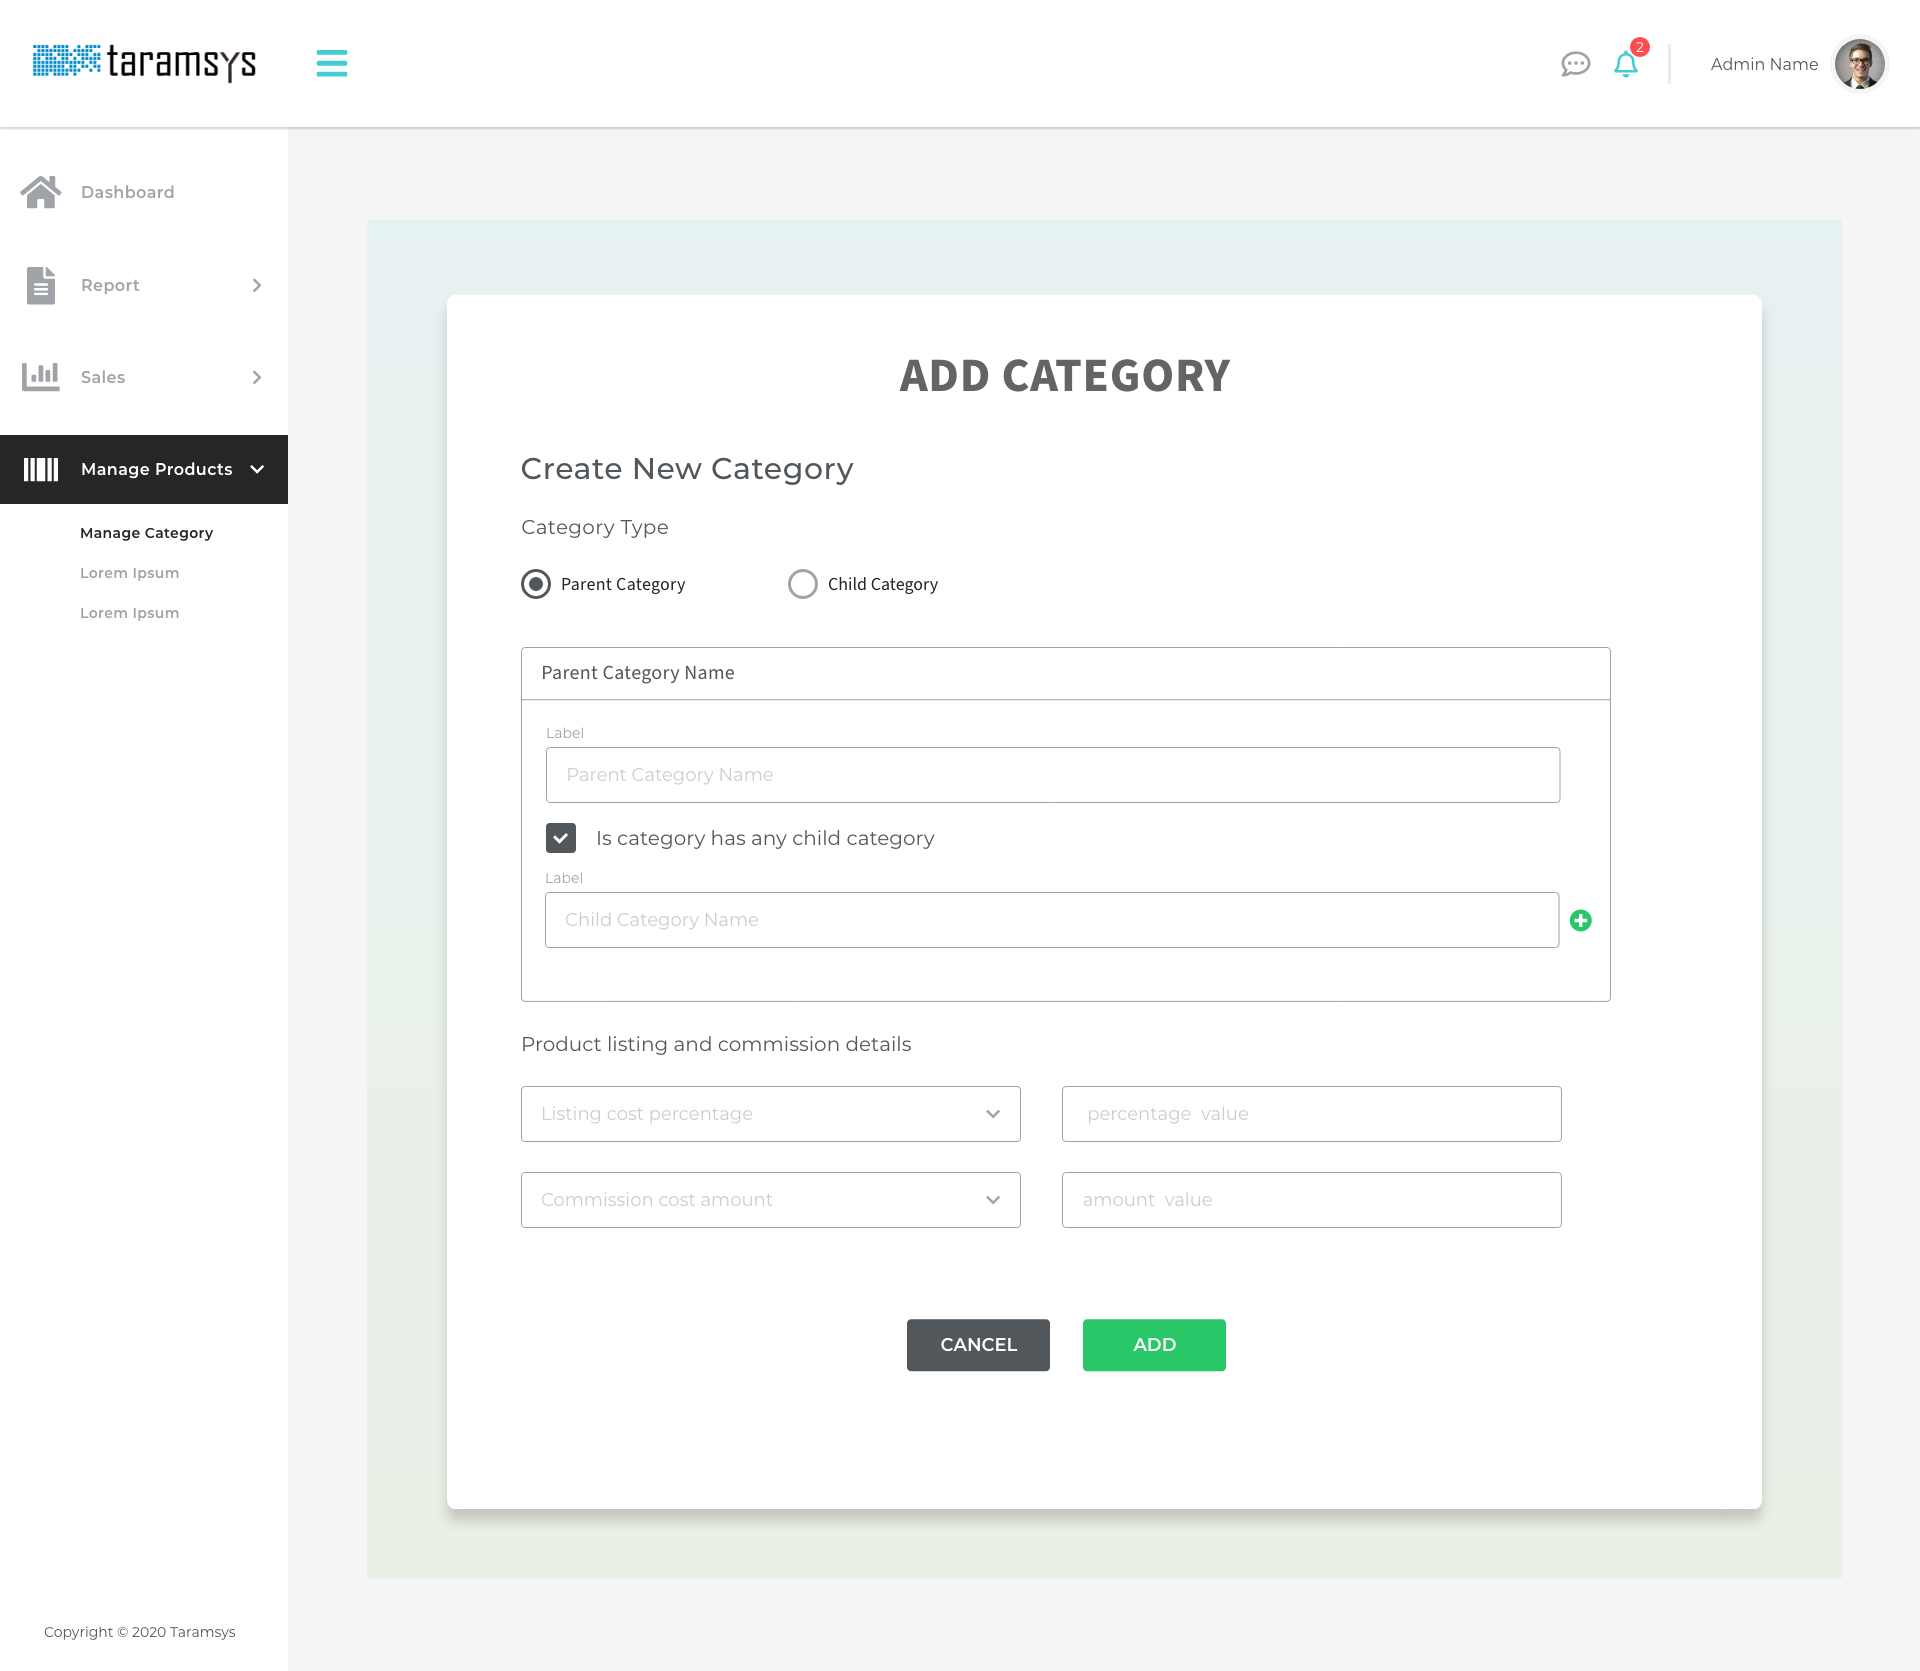 taramsys
2
Admin Name
Dashboard
Report
Sales
Manage Products
Manage Category
Lorem Ipsum
Lorem Ipsum
Copyright © 2020 Taramsys
ADD CATEGORY
Create New Category
Category Type
Parent Category
Child Category
Parent Category Name
Label
Parent Category Name
Is category has any child category
Label
Child Category Name
Product listing and commission details
Listing cost percentage
percentage value
Commission cost amount
amount value
CANCEL
ADD